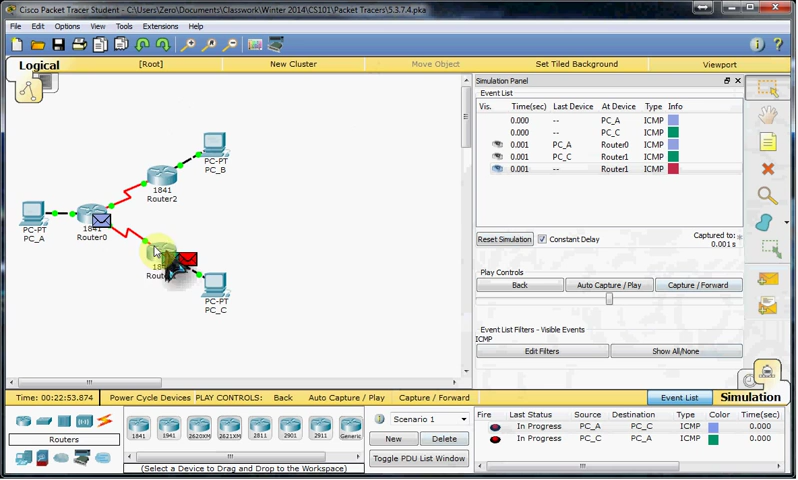 Cisco Packet Tracer Student - C:\Users\Zero\Documents\Classwork\Winter 2014\CS101\Packet Tracers\5.3.7.4.pka
File Edit Options View Tools Extensions Help
Logical [Root] New Cluster Move Object Set Tiled Background Viewport
PC-PT
PC_B
1841
Router2
PC-PT
PC_A
1841
Router0
PC-PT
PC_C
Simulation Panel
Event List
Vis. Time(sec) Last Device At Device Type Info
0.000 -- PC_A ICMP
0.000 -- PC_C ICMP
0.001 PC_A Router0 ICMP
0.001 PC_C Router1 ICMP
0.001 -- Router1 ICMP
Reset Simulation Constant Delay Captured to: *
0.001 s
Play Controls
Back Auto Capture / Play Capture / Forward
Event List Filters - Visible Events
ICMP
Edit Filters Show All/None
Time: 00:22:53.874 Power Cycle Devices PLAY CONTROLS: Back Auto Capture / Play Capture / Forward Event List Simulation
Routers
1841 1941 2620XM 2621XM 2811 2901 2911 Generic
(Select a Device to Drag and Drop to the Workspace)
Scenario 1
New Delete
Toggle PDU List Window
Fire Last Status Source Destination Type Color Time(sec)
In Progress PC_A PC_C ICMP 0.000
In Progress PC_C PC_A ICMP 0.000